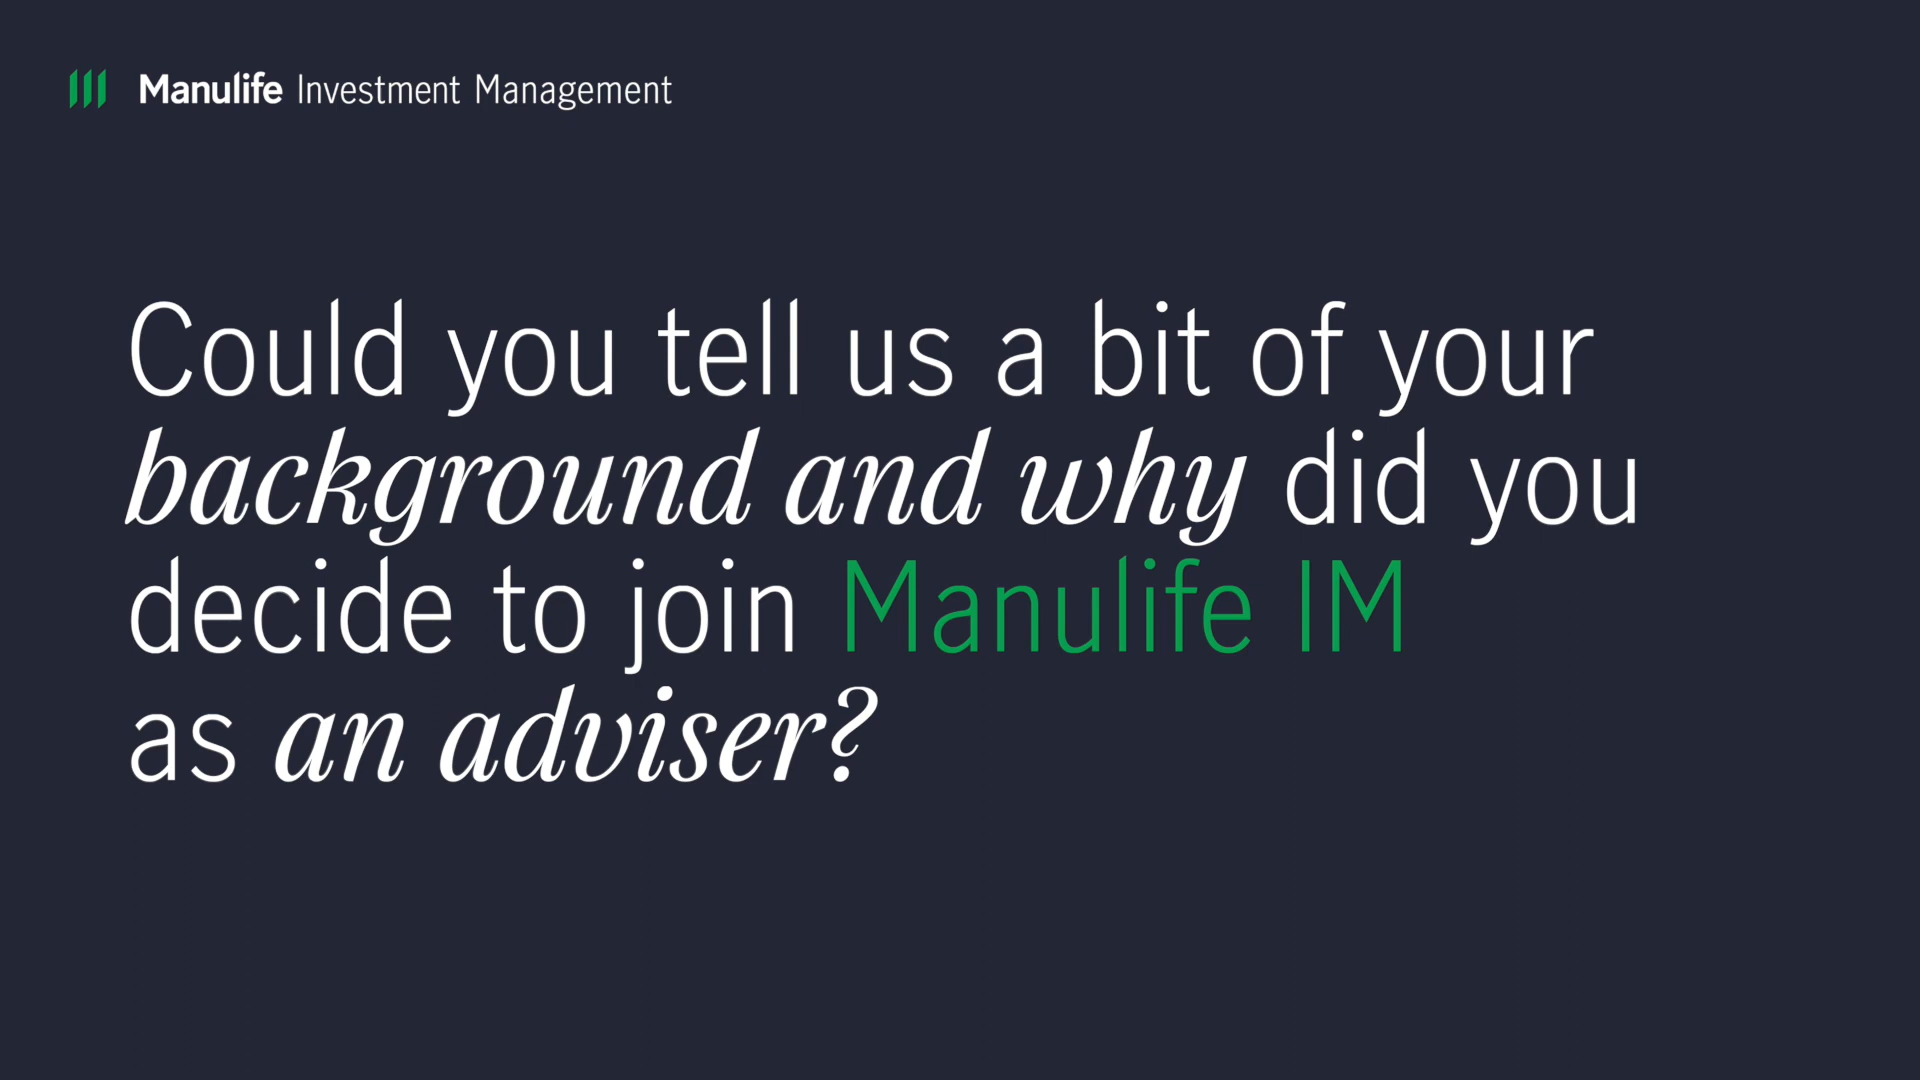 Manulife Investment Management
Could you tell us a bit of your
background and why did you
decide to join Manulife IM
as an adviser?